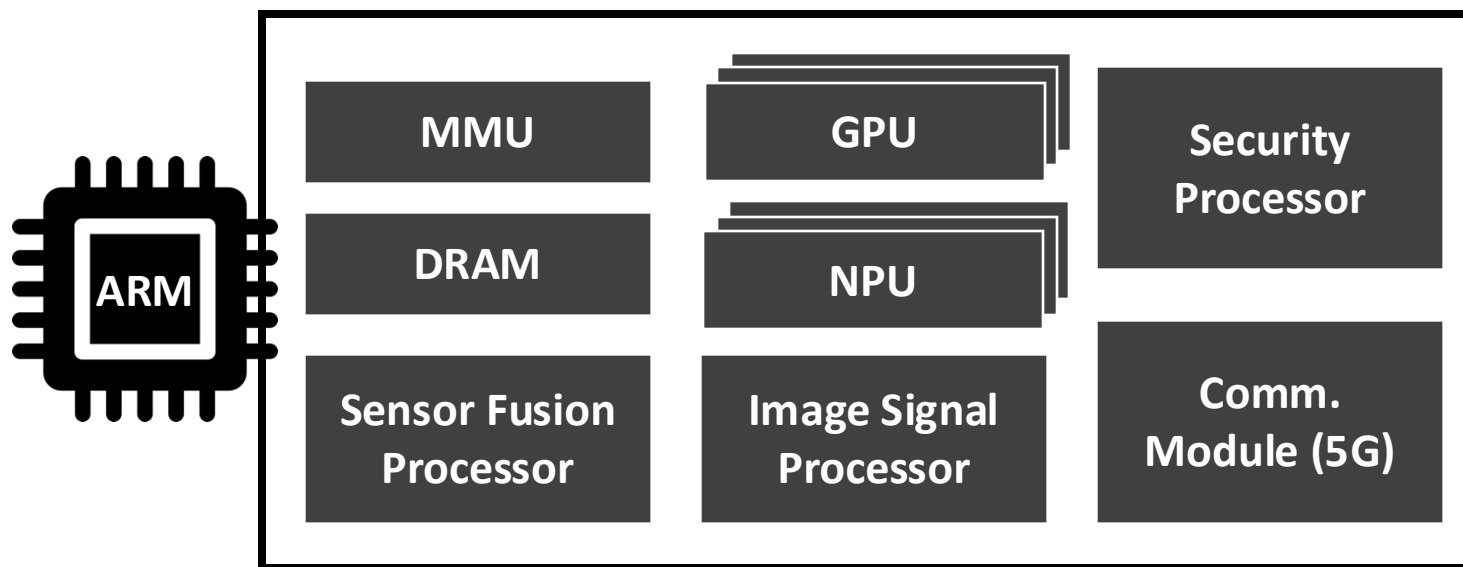 ARM
MMU
DRAM
Sensor Fusion
Processor
GPU
NPU
Image Signal
Processor
Security
Processor
Comm.
Module (5G)